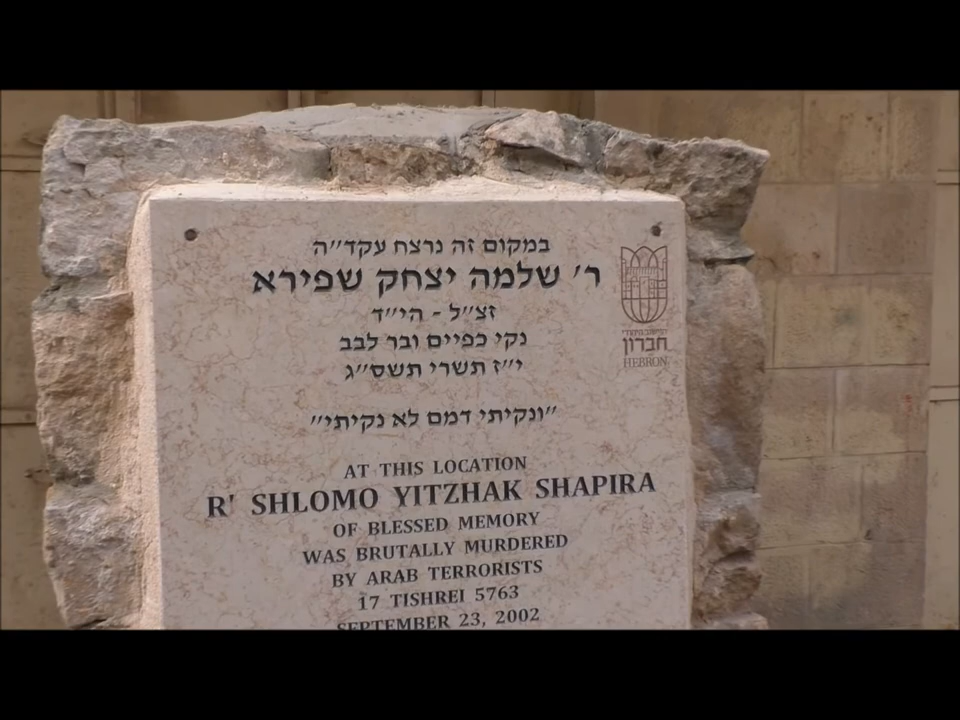 במקום זה נרצח עקד״ה
ר׳ שלמה יצחק שפירא
זצ״ל - הי״ד
נקי כפיים ובר לבב
י״ז תשרי תשס״ג
״ונקיתי דמם לא נקיתי״
חברון
HEBRON
AT THIS LOCATION
R' SHLOMO YITZHAK SHAPIRA
OF BLESSED MEMORY
WAS BRUTALLY MURDERED
BY ARAB TERRORISTS
17 TISHREI 5763
SEPTEMBER 23, 2002